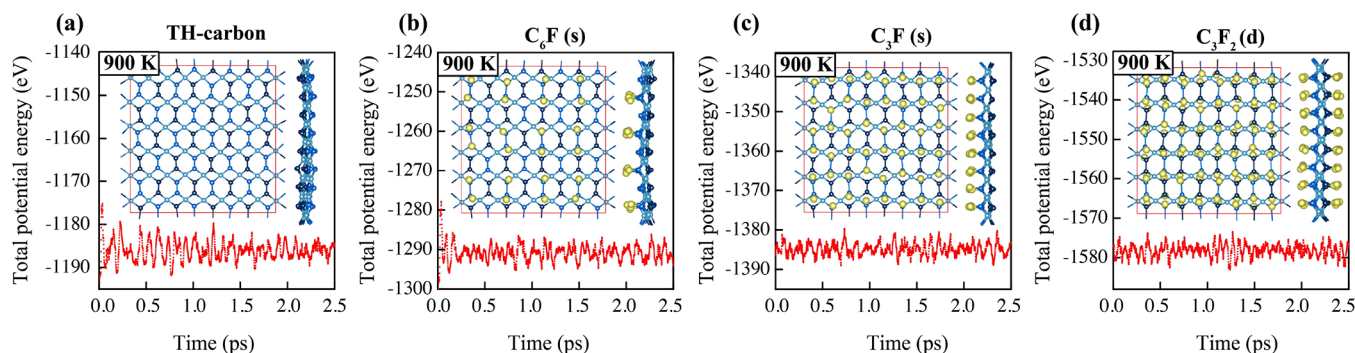 (a)
TH-carbon
900 K
Total potential energy (eV)
-1140
-1150
-1160
-1170
-1180
-1190
0.0 0.5 1.0 1.5 2.0 2.5
Time (ps)
(b)
C₆F (s)
900 K
Total potential energy (eV)
-1240
-1250
-1260
-1270
-1280
-1290
-1300
0.0 0.5 1.0 1.5 2.0 2.5
Time (ps)
(c)
C₃F (s)
900 K
Total potential energy (eV)
-1340
-1350
-1360
-1370
-1380
-1390
0.0 0.5 1.0 1.5 2.0 2.5
Time (ps)
(d)
C₃F₂ (d)
900 K
Total potential energy (eV)
-1530
-1540
-1550
-1560
-1570
-1580
0.0 0.5 1.0 1.5 2.0 2.5
Time (ps)